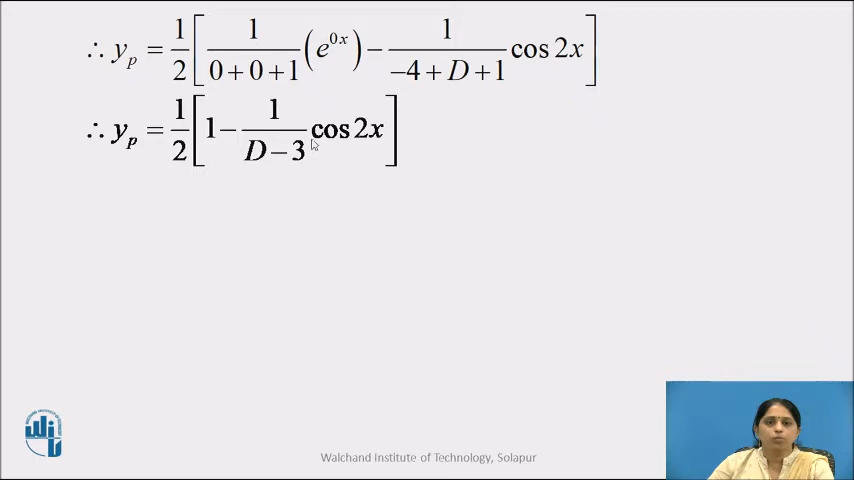 ∴ y_p = 1/2 [ 1/(0+0+1) (e^{0x}) − 1/(−4+D+1) cos 2x ]
∴ y_p = 1/2 [ 1 − 1/(D−3) cos 2x ]
Walchand Institute of Technology, Solapur